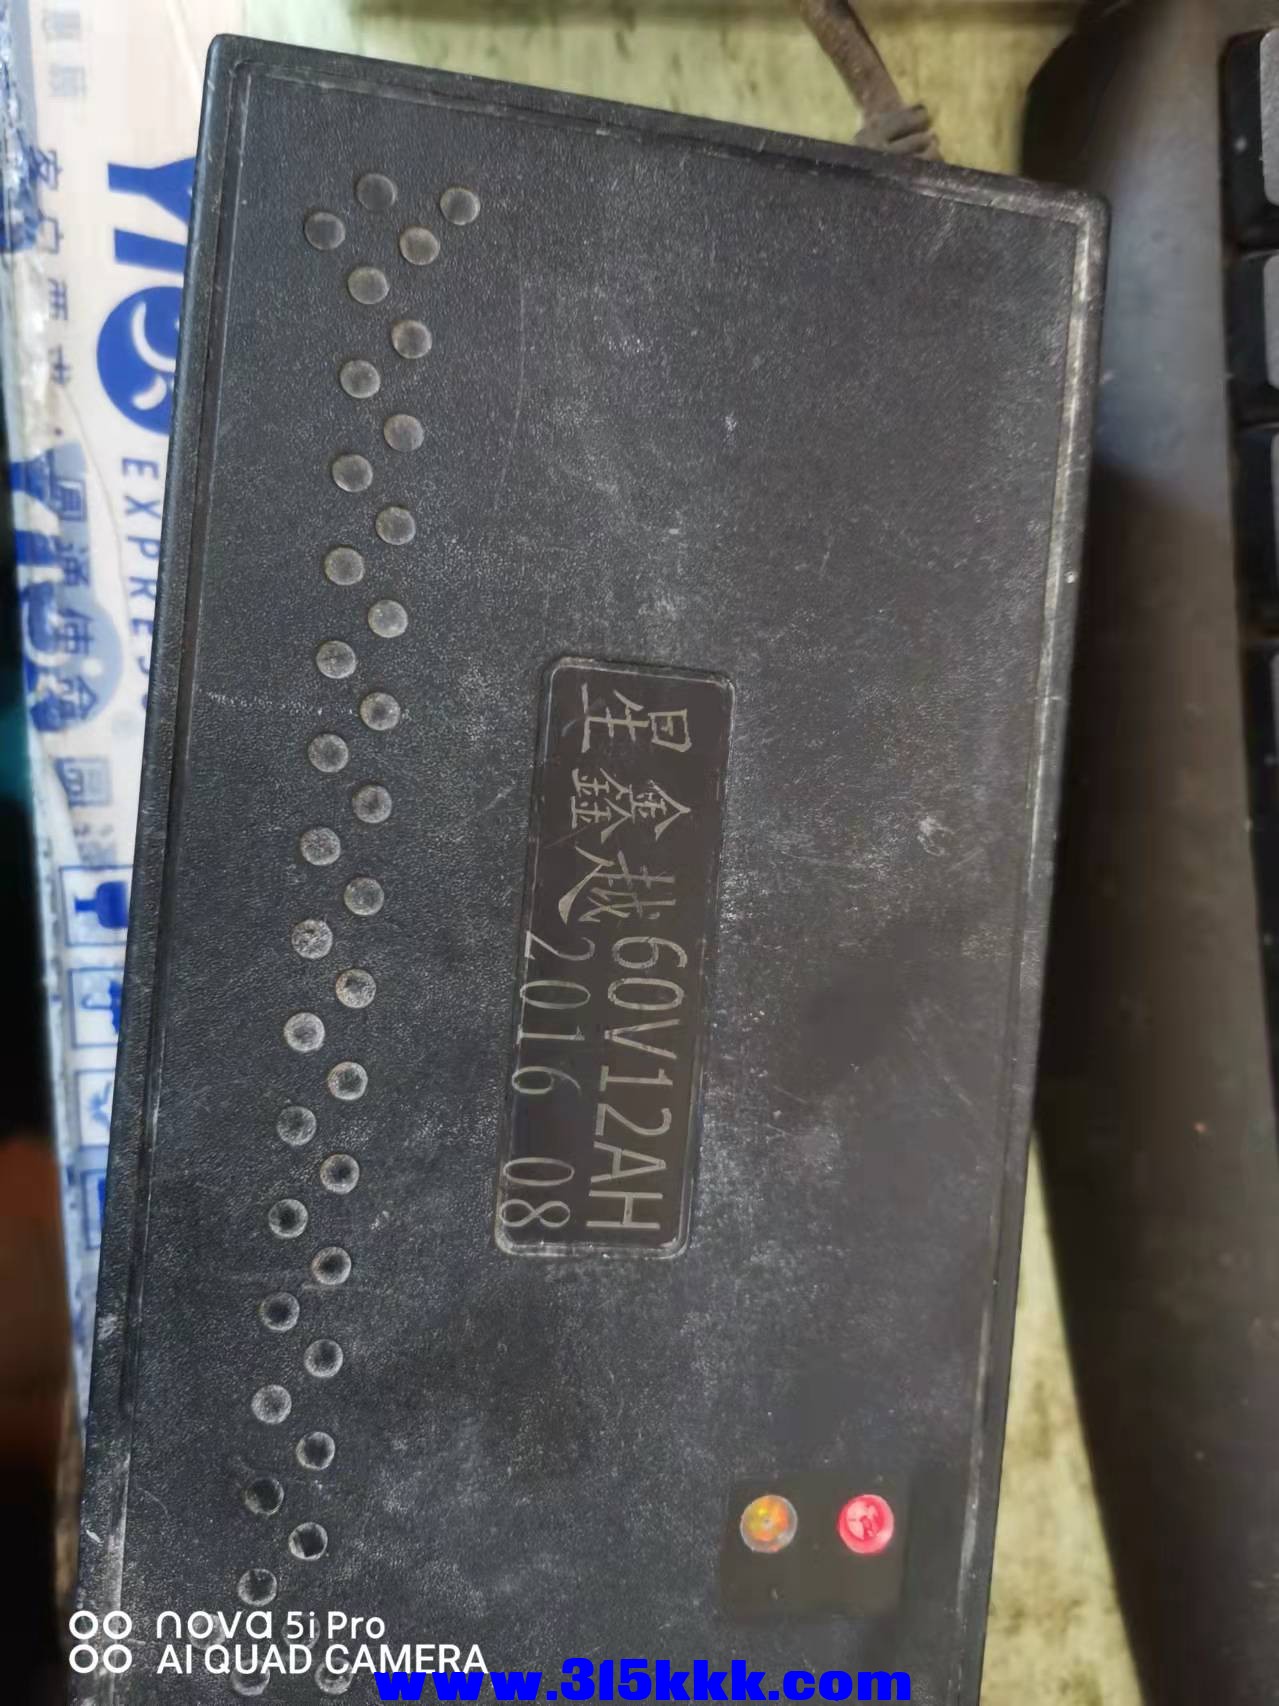 星鑫越60V12AH
2016 08
EXPRESS
nova 5i Pro
AI QUAD CAMERA
www.315kkk.com